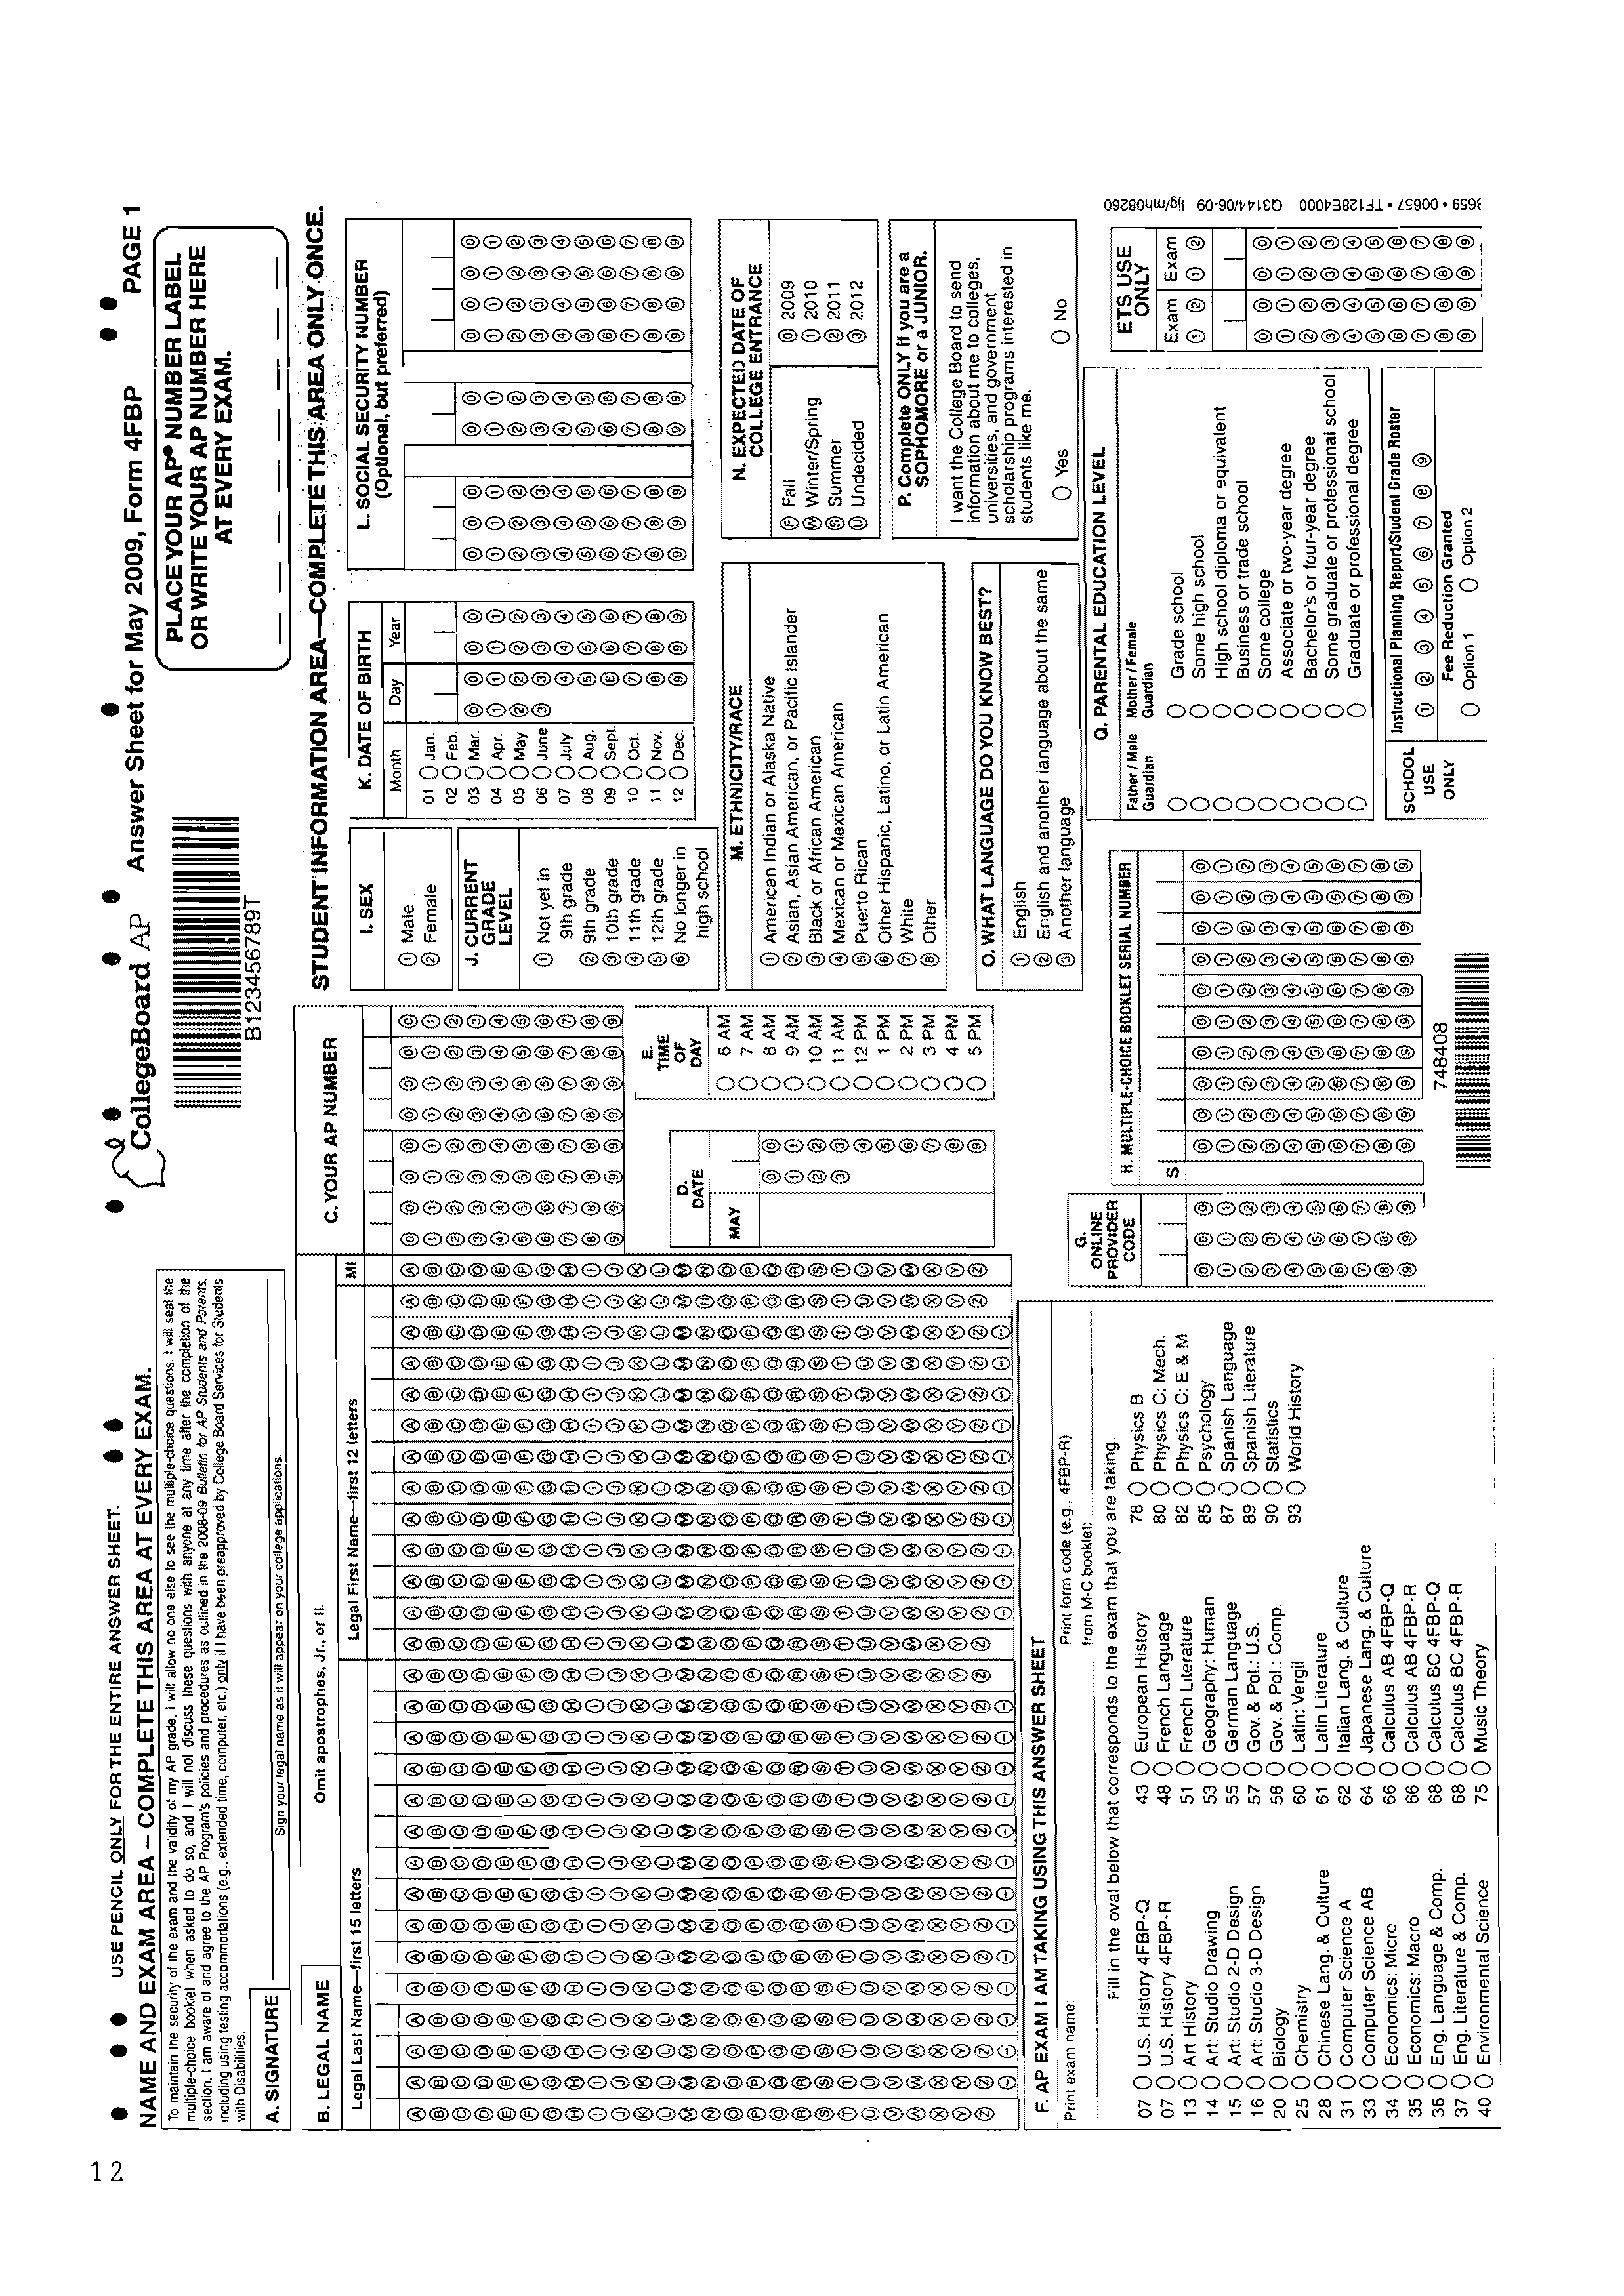 12
USE PENCIL ONLY FOR THE ENTIRE ANSWER SHEET.
NAME AND EXAM AREA – COMPLETE THIS AREA AT EVERY EXAM.
To maintain the security of the exam and the validity of my AP grade, I will allow no one else to see the multiple-choice questions. I will seal the
multiple-choice booklet when asked to do so, and I will not discuss these questions with anyone at any time after the completion of the
section. I am aware of and agree to the AP Program's policies and procedures as outlined in the 2008-09 Bulletin for AP Students and Parents,
including using testing accommodations (e.g., extended time, computer, etc.) only if I have been preapproved by College Board Services for Students
with Disabilities.
A. SIGNATURE
Sign your legal name as it will appear on your college applications.
CollegeBoard AP
Answer Sheet for May 2009, Form 4FBP
PAGE 1
B123456789T
PLACE YOUR AP® NUMBER LABEL
OR WRITE YOUR AP NUMBER HERE
AT EVERY EXAM.
B. LEGAL NAME
Omit apostrophes, Jr., or II.
Legal Last Name—first 15 letters
Legal First Name—first 12 letters
MI
C. YOUR AP NUMBER
D.
DATE
MAY
E.
TIME
OF
DAY
6 AM
7 AM
8 AM
9 AM
10 AM
11 AM
12 PM
1 PM
2 PM
3 PM
4 PM
5 PM
F. AP EXAM I AM TAKING USING THIS ANSWER SHEET
Print exam name:
Print form code (e.g., 4FBP-R)
from M-C booklet:
Fill in the oval below that corresponds to the exam that you are taking.
07 U.S. History 4FBP-Q
07 U.S. History 4FBP-R
13 Art History
14 Art: Studio Drawing
15 Art: Studio 2-D Design
16 Art: Studio 3-D Design
20 Biology
25 Chemistry
28 Chinese Lang. & Culture
31 Computer Science A
33 Computer Science AB
34 Economics: Micro
35 Economics: Macro
36 Eng. Language & Comp.
37 Eng. Literature & Comp.
40 Environmental Science
43 European History
48 French Language
51 French Literature
53 Geography: Human
55 German Language
57 Gov. & Pol.: U.S.
58 Gov. & Pol.: Comp.
60 Latin: Vergil
61 Latin Literature
62 Italian Lang. & Culture
64 Japanese Lang. & Culture
66 Calculus AB 4FBP-Q
66 Calculus AB 4FBP-R
68 Calculus BC 4FBP-Q
68 Calculus BC 4FBP-R
75 Music Theory
78 Physics B
80 Physics C: Mech.
82 Physics C: E & M
85 Psychology
87 Spanish Language
89 Spanish Literature
90 Statistics
93 World History
G.
ONLINE
PROVIDER
CODE
H. MULTIPLE-CHOICE BOOKLET SERIAL NUMBER
S
748408
STUDENT INFORMATION AREA—COMPLETE THIS AREA ONLY ONCE.
I. SEX
1 Male
2 Female
J. CURRENT
GRADE
LEVEL
1 Not yet in
9th grade
2 9th grade
3 10th grade
4 11th grade
5 12th grade
6 No longer in
high school
K. DATE OF BIRTH
Month Day Year
01 Jan.
02 Feb.
03 Mar.
04 Apr.
05 May
06 June
07 July
08 Aug.
09 Sept.
10 Oct.
11 Nov.
12 Dec.
L. SOCIAL SECURITY NUMBER
(Optional, but preferred)
M. ETHNICITY/RACE
1 American Indian or Alaska Native
2 Asian, Asian American, or Pacific Islander
3 Black or African American
4 Mexican or Mexican American
5 Puerto Rican
6 Other Hispanic, Latino, or Latin American
7 White
8 Other
N. EXPECTED DATE OF
COLLEGE ENTRANCE
F Fall
W Winter/Spring
S Summer
U Undecided
0 2009
1 2010
2 2011
3 2012
O. WHAT LANGUAGE DO YOU KNOW BEST?
1 English
2 English and another language about the same
3 Another language
P. Complete ONLY if you are a
SOPHOMORE or a JUNIOR.
I want the College Board to send
information about me to colleges,
universities, and government
scholarship programs interested in
students like me.
Yes No
Q. PARENTAL EDUCATION LEVEL
Father / Male
Guardian
Mother / Female
Guardian
Grade school
Some high school
High school diploma or equivalent
Business or trade school
Some college
Associate or two-year degree
Bachelor's or four-year degree
Some graduate or professional school
Graduate or professional degree
ETS USE
ONLY
Exam Exam
SCHOOL
USE
ONLY
Instructional Planning Report/Student Grade Roster
1 2 3 4 5 6 7 8 9
Fee Reduction Granted
Option 1 Option 2
• 00657 • TF128E4000 Q3144/06-09